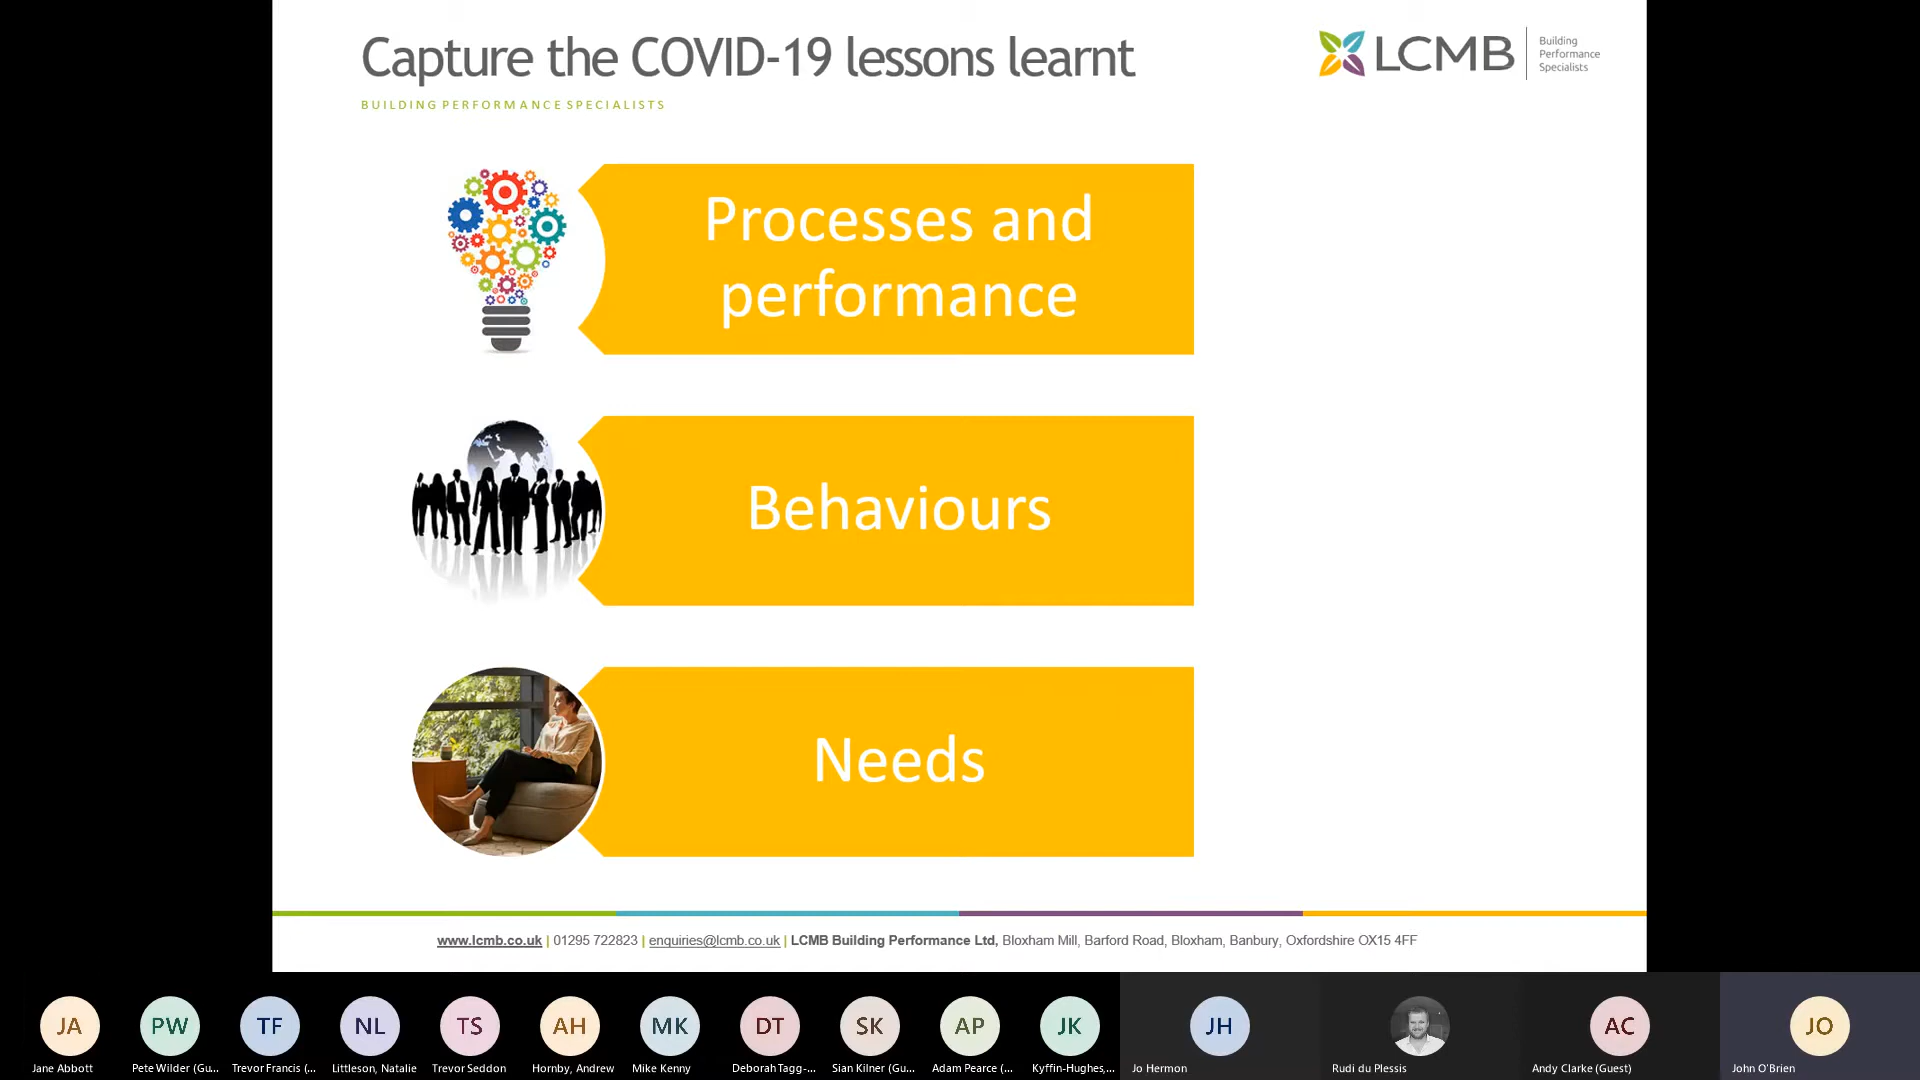 Capture the COVID-19 lessons learnt
BUILDING PERFORMANCE SPECIALISTS
LCMB
Building
Performance
Specialists
Processes and
performance
Behaviours
Needs
www.lcmb.co.uk | 01295 722823 | enquiries@lcmb.co.uk | LCMB Building Performance Ltd, Bloxham Mill, Barford Road, Bloxham, Banbury, Oxfordshire OX15 4FF
JA PW TF NL TS AH MK DT SK AP JK JH AC JO
Jane Abbott Pete Wilder (Gu... Trevor Francis (... Littleson, Natalie Trevor Seddon Hornby, Andrew Mike Kenny Deborah Tagg-... Sian Kilner (Gu... Adam Pearce (... Kyffin-Hughes,... Jo Hermon Rudi du Plessis Andy Clarke (Guest) John O'Brien